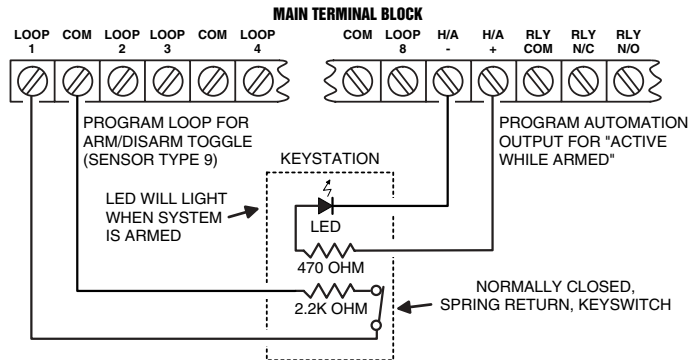 MAIN TERMINAL BLOCK
LOOP 1
COM
LOOP 2
LOOP 3
COM
LOOP 4
COM
LOOP 8
H/A -
H/A +
RLY COM
RLY N/C
RLY N/O
PROGRAM LOOP FOR
ARM/DISARM TOGGLE
(SENSOR TYPE 9)
PROGRAM AUTOMATION
OUTPUT FOR "ACTIVE
WHILE ARMED"
KEYSTATION
LED WILL LIGHT
WHEN SYSTEM
IS ARMED
LED
470 OHM
2.2K OHM
NORMALLY CLOSED,
SPRING RETURN, KEYSWITCH